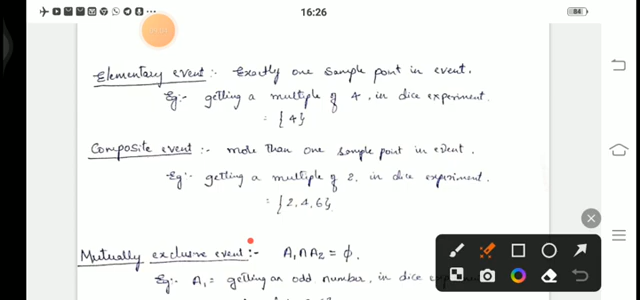 16:26
84
Elementary event :- Exactly one sample point in event.
Eg:- getting a multiple of 4, in dice experiment.
= {4}
Composite event :- more than one sample point in event.
Eg:- getting a multiple of 2, in dice experiment.
= {2,4,6}.
Mutually exclusive event :- A₁∩A₂ = ϕ.
Eg:- A₁ = getting an odd number, in dice